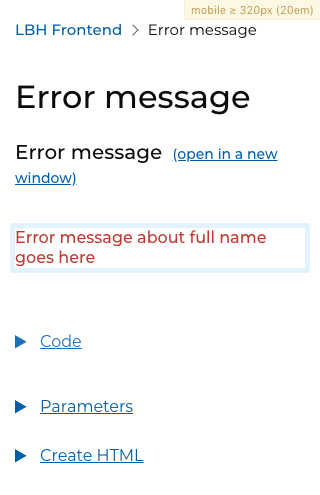 mobile ≥ 320px (20em)
LBH Frontend > Error message
Error message
Error message (open in a new
window)
Error message about full name
goes here
Code
Parameters
Create HTML